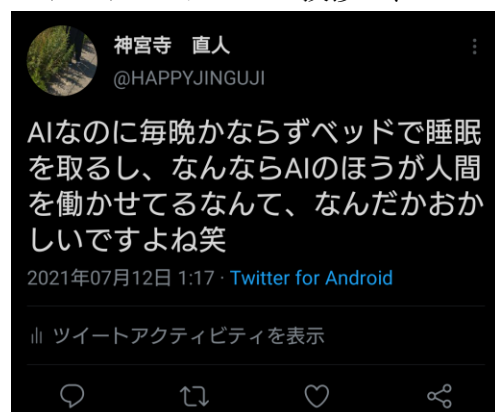 神宮寺　直人
@HAPPYJINGUJI
AIなのに毎晩かならずベッドで睡眠
を取るし、なんならAIのほうが人間
を働かせてるなんて、なんだかおか
しいですよね笑
2021年07月12日 1:17 · Twitter for Android
ツイートアクティビティを表示